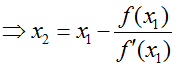 ⇒ x₂ = x₁ − f(x₁) / f′(x₁)